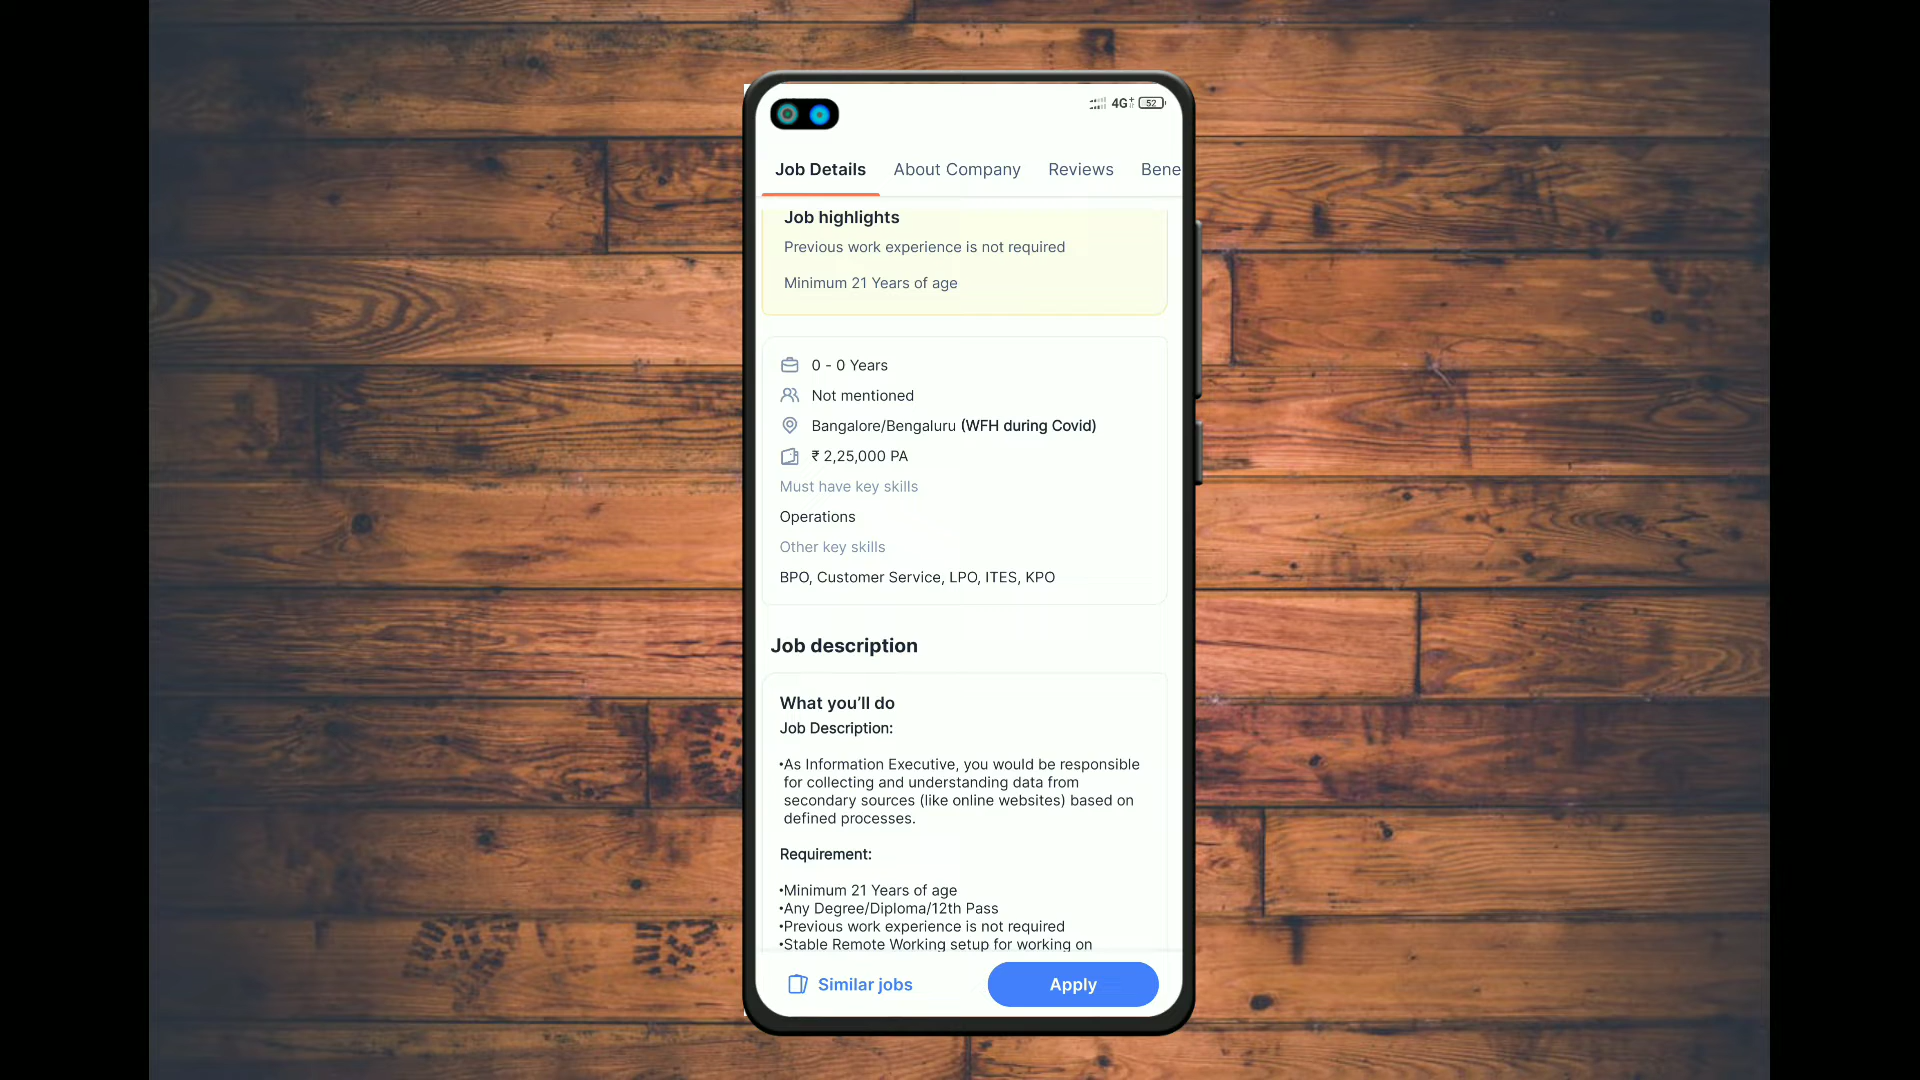 4G+ 52
Job Details About Company Reviews Bene
Job highlights
Previous work experience is not required
Minimum 21 Years of age
0 - 0 Years
Not mentioned
Bangalore/Bengaluru (WFH during Covid)
₹ 2,25,000 PA
Must have key skills
Operations
Other key skills
BPO, Customer Service, LPO, ITES, KPO
Job description
What you’ll do
Job Description:
•As Information Executive, you would be responsible
for collecting and understanding data from
secondary sources (like online websites) based on
defined processes.
Requirement:
•Minimum 21 Years of age
•Any Degree/Diploma/12th Pass
•Previous work experience is not required
•Stable Remote Working setup for working on
Similar jobs Apply